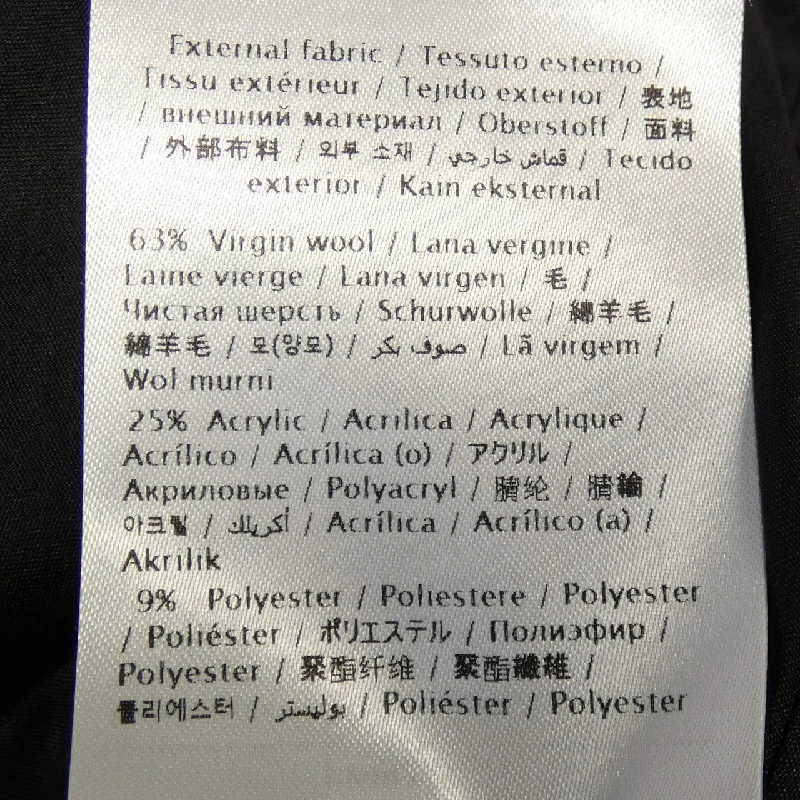 External fabric / Tessuto esterno /
Tissu extérieur / Tejido exterior / 表地
/ внешний материал / Oberstoff / 面料
/ 外部布料 / 외부 소재 / قماش خارجي / Tecido
exterior / Kain eksternal
63% Virgin wool / Lana vergine /
Laine vierge / Lana virgen / 毛 /
Чистая шерсть / Schurwolle / 綿羊毛 /
綿羊毛 / 모(양모) / صوف بكر / Lã virgem /
Wol murni
25% Acrylic / Acrilica / Acrylique /
Acrílico / Acrílica (o) / アクリル /
Акриловые / Polyacryl / 腈纶 / 腈綸 /
아크릴 / أكريلك / Acrílica / Acrílico (a) /
Akrilik
9% Polyester / Poliestere / Polyester
/ Poliéster / ポリエステル / Полиэфир /
Polyester / 聚酯纤维 / 聚酯纖維 /
폴리에스터 / بوليستر / Poliéster / Polyester